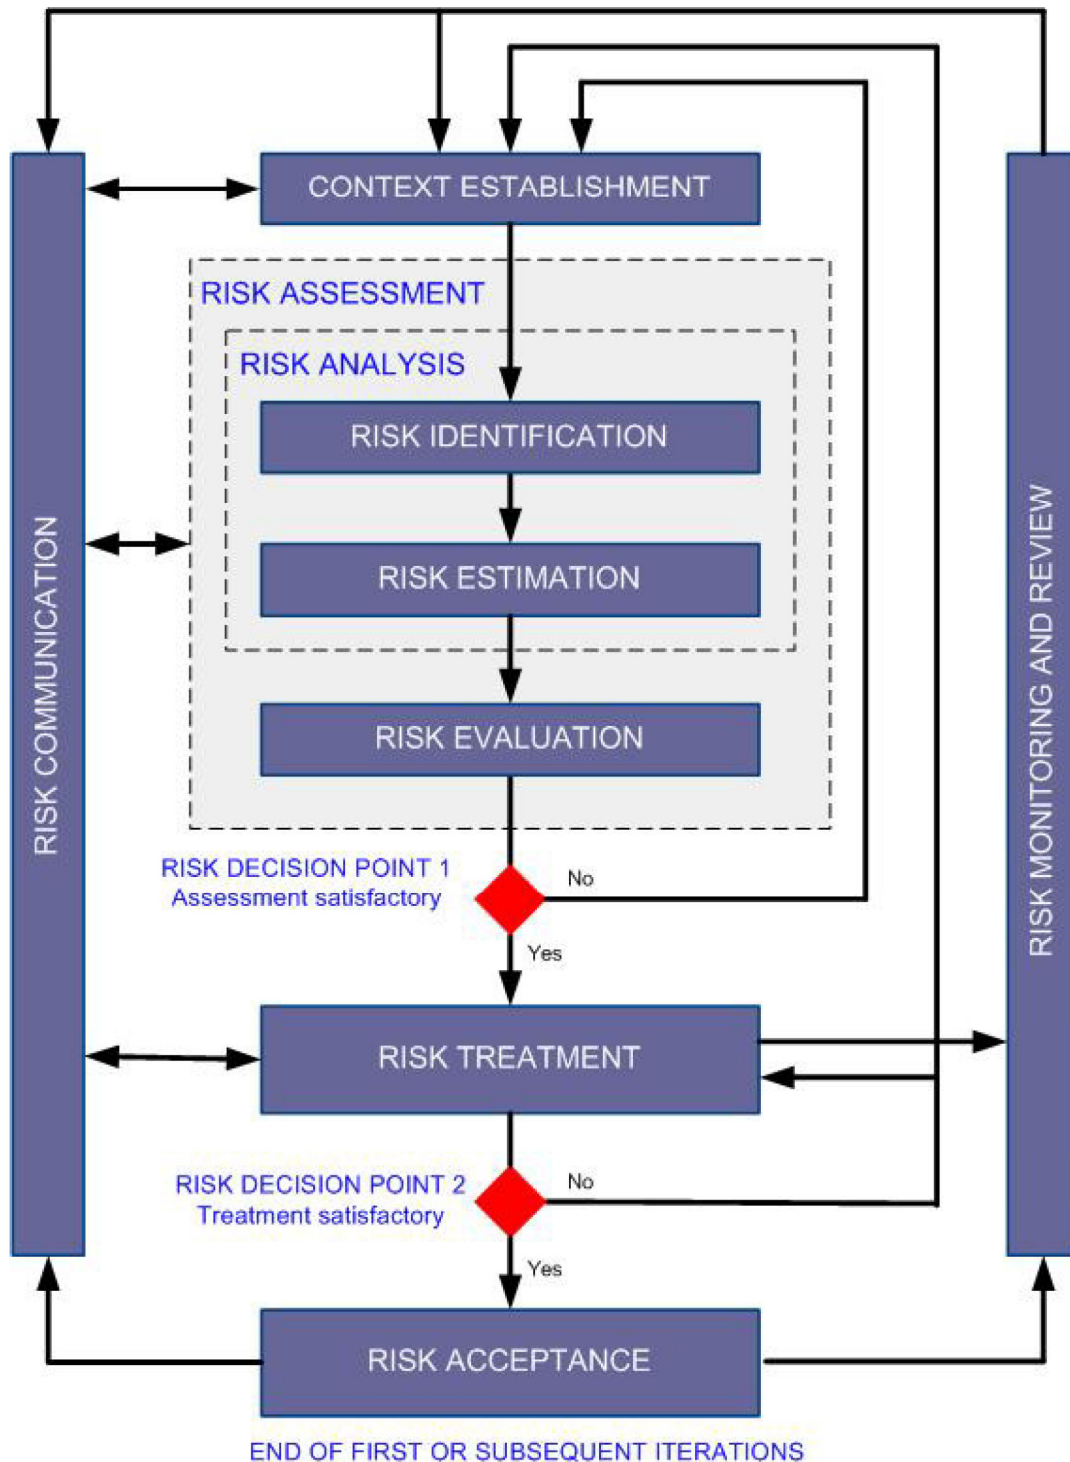 CONTEXT ESTABLISHMENT
RISK ASSESSMENT
RISK ANALYSIS
RISK IDENTIFICATION
RISK ESTIMATION
RISK EVALUATION
RISK COMMUNICATION
RISK MONITORING AND REVIEW
RISK DECISION POINT 1
Assessment satisfactory
No
Yes
RISK TREATMENT
RISK DECISION POINT 2
Treatment satisfactory
No
Yes
RISK ACCEPTANCE
END OF FIRST OR SUBSEQUENT ITERATIONS